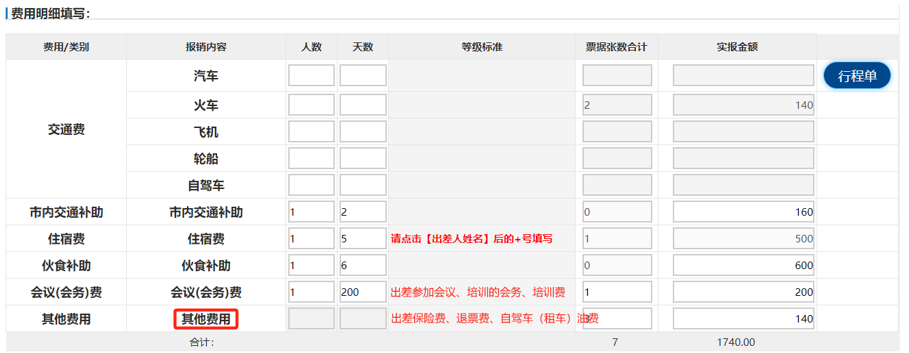 费用明细填写：
费用/类别 报销内容 人数 天数 等级标准 票据张数合计 实报金额
汽车 行程单
火车 2 140
交通费 飞机
轮船
自驾车
市内交通补助 市内交通补助 1 2 0 160
住宿费 住宿费 1 5 请点击【出差人姓名】后的+号填写 1 500
伙食补助 伙食补助 1 6 0 600
会议(会务)费 会议(会务)费 1 200 出差参加会议、培训的会务、培训费 1 200
其他费用 其他费用 出差保险费、退票费、自驾车（租车）油费 3 140
合计： 7 1740.00